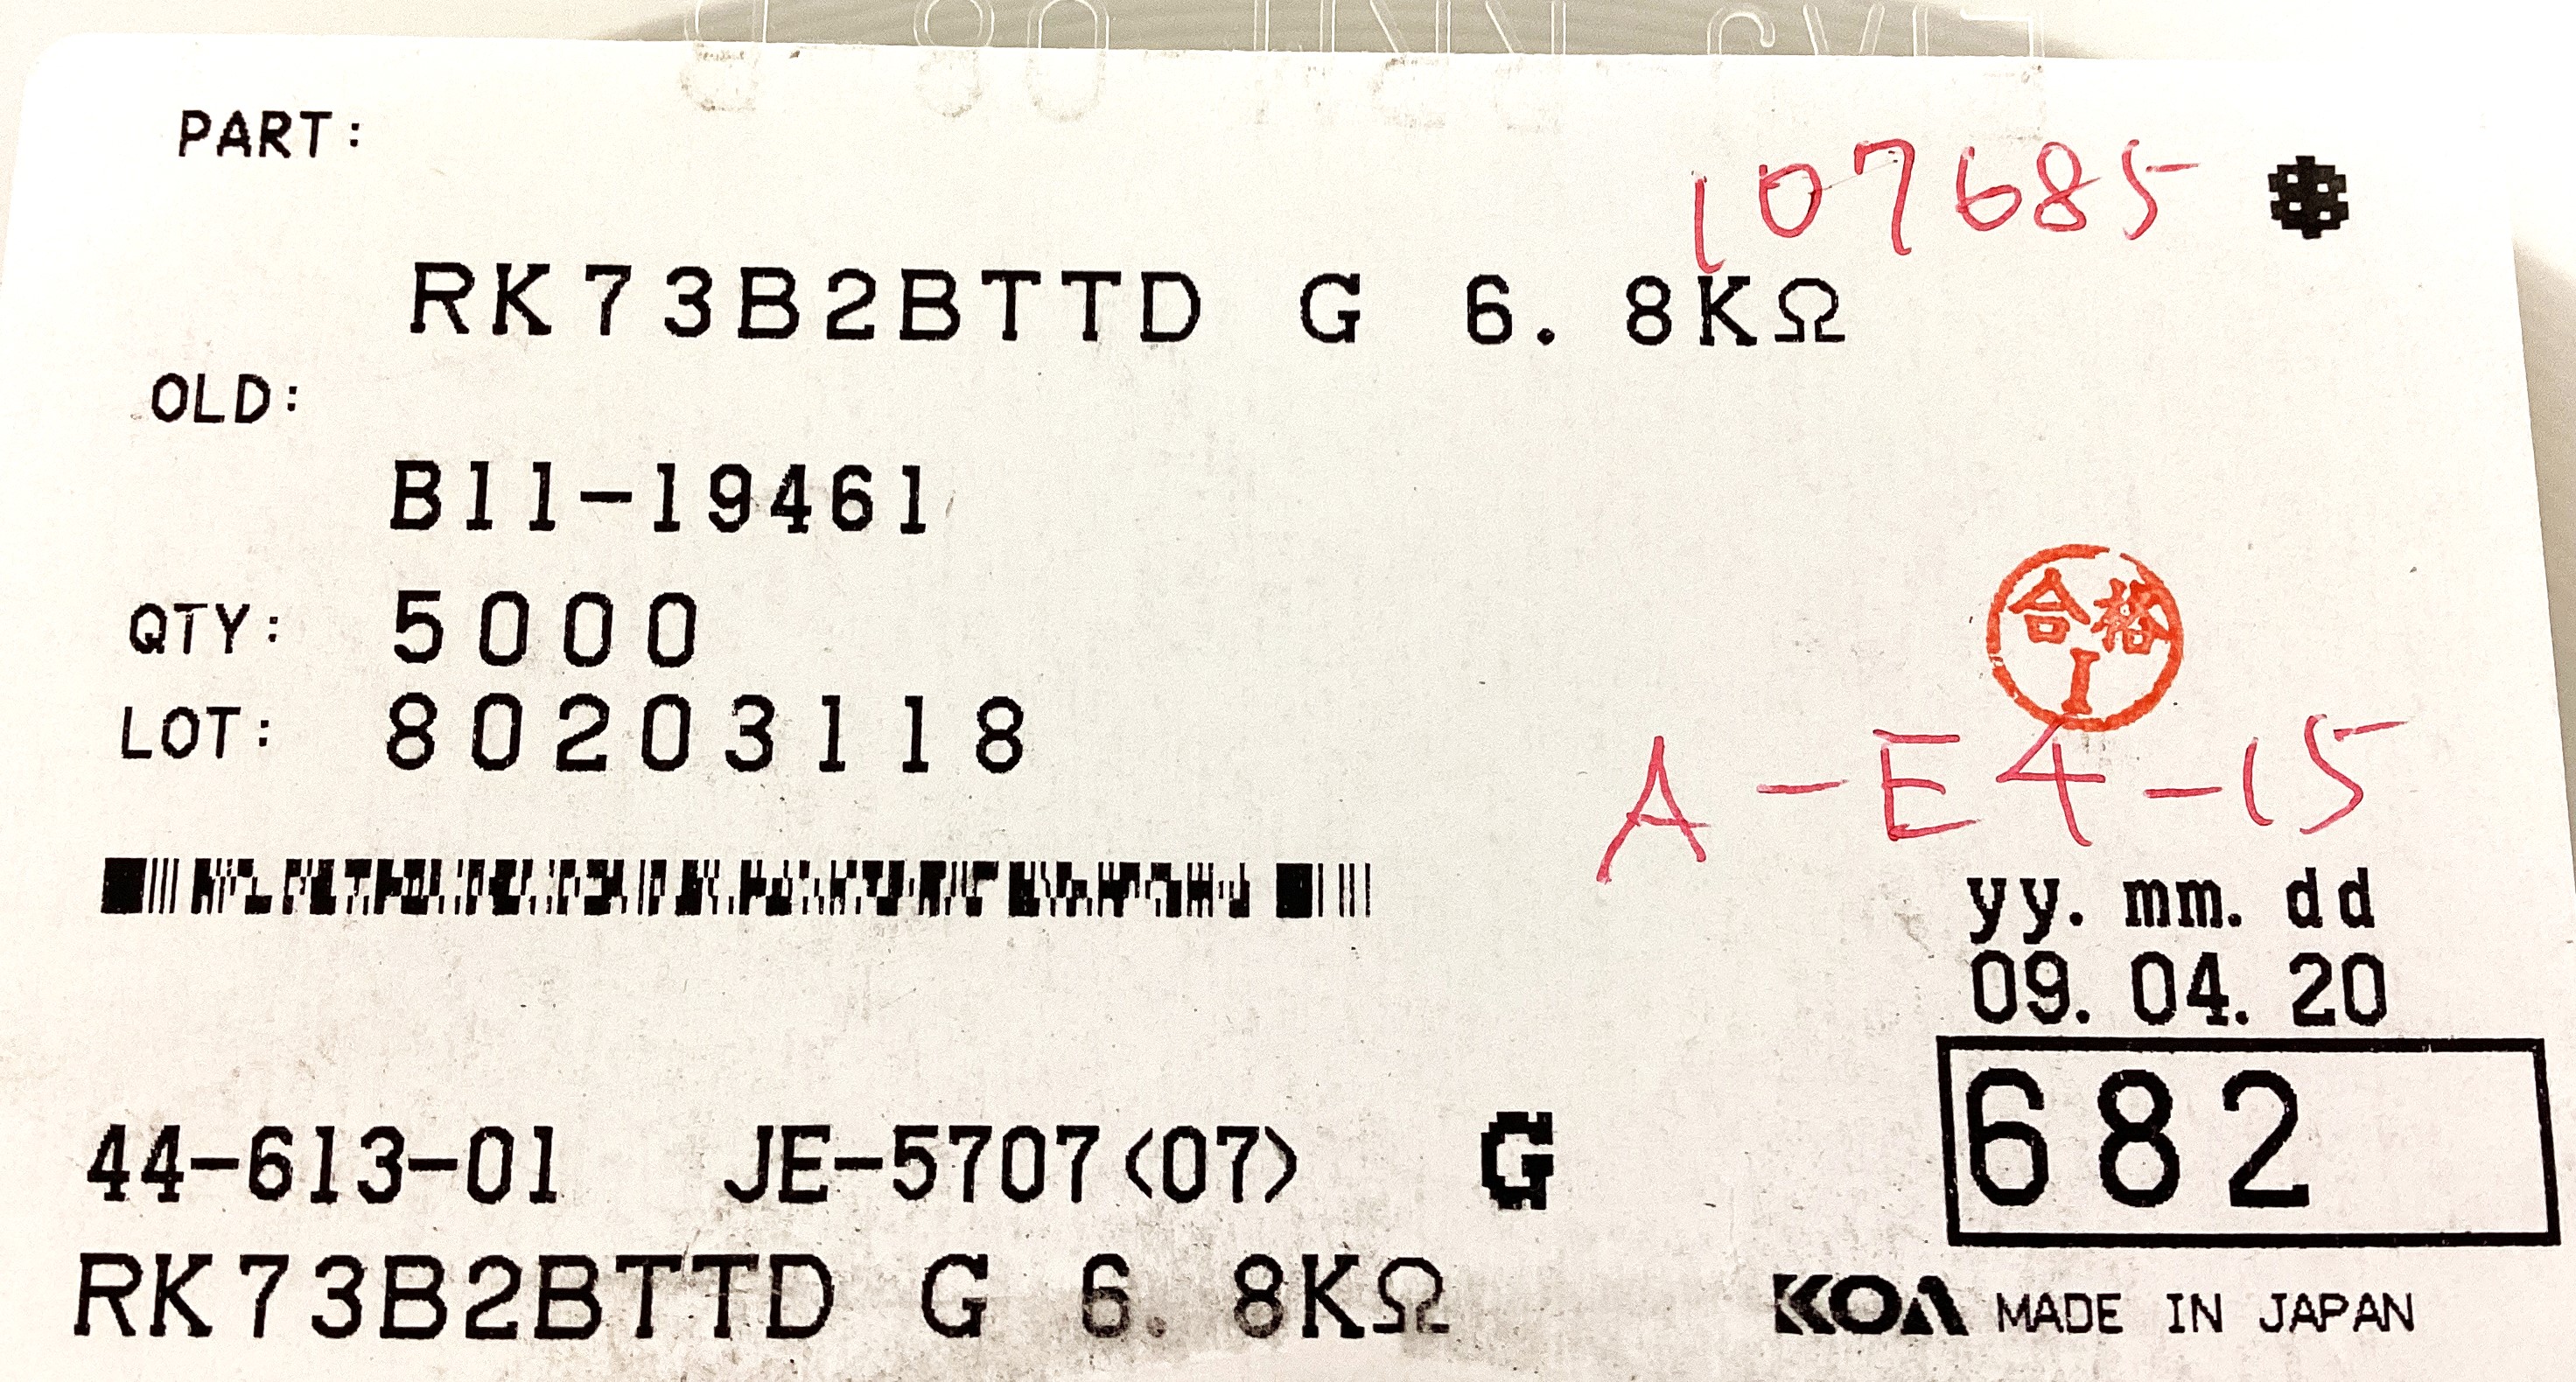 PART:
107685
RK73B2BTTD G 6.8KΩ
OLD:
B11-19461
QTY: 5000
合格
I
LOT: 80203118
A-E4-15
yy.mm.dd
09.04.20
682
44-613-01 JE-5707(07) G
RK73B2BTTD G 6.8KΩ
KOA MADE IN JAPAN